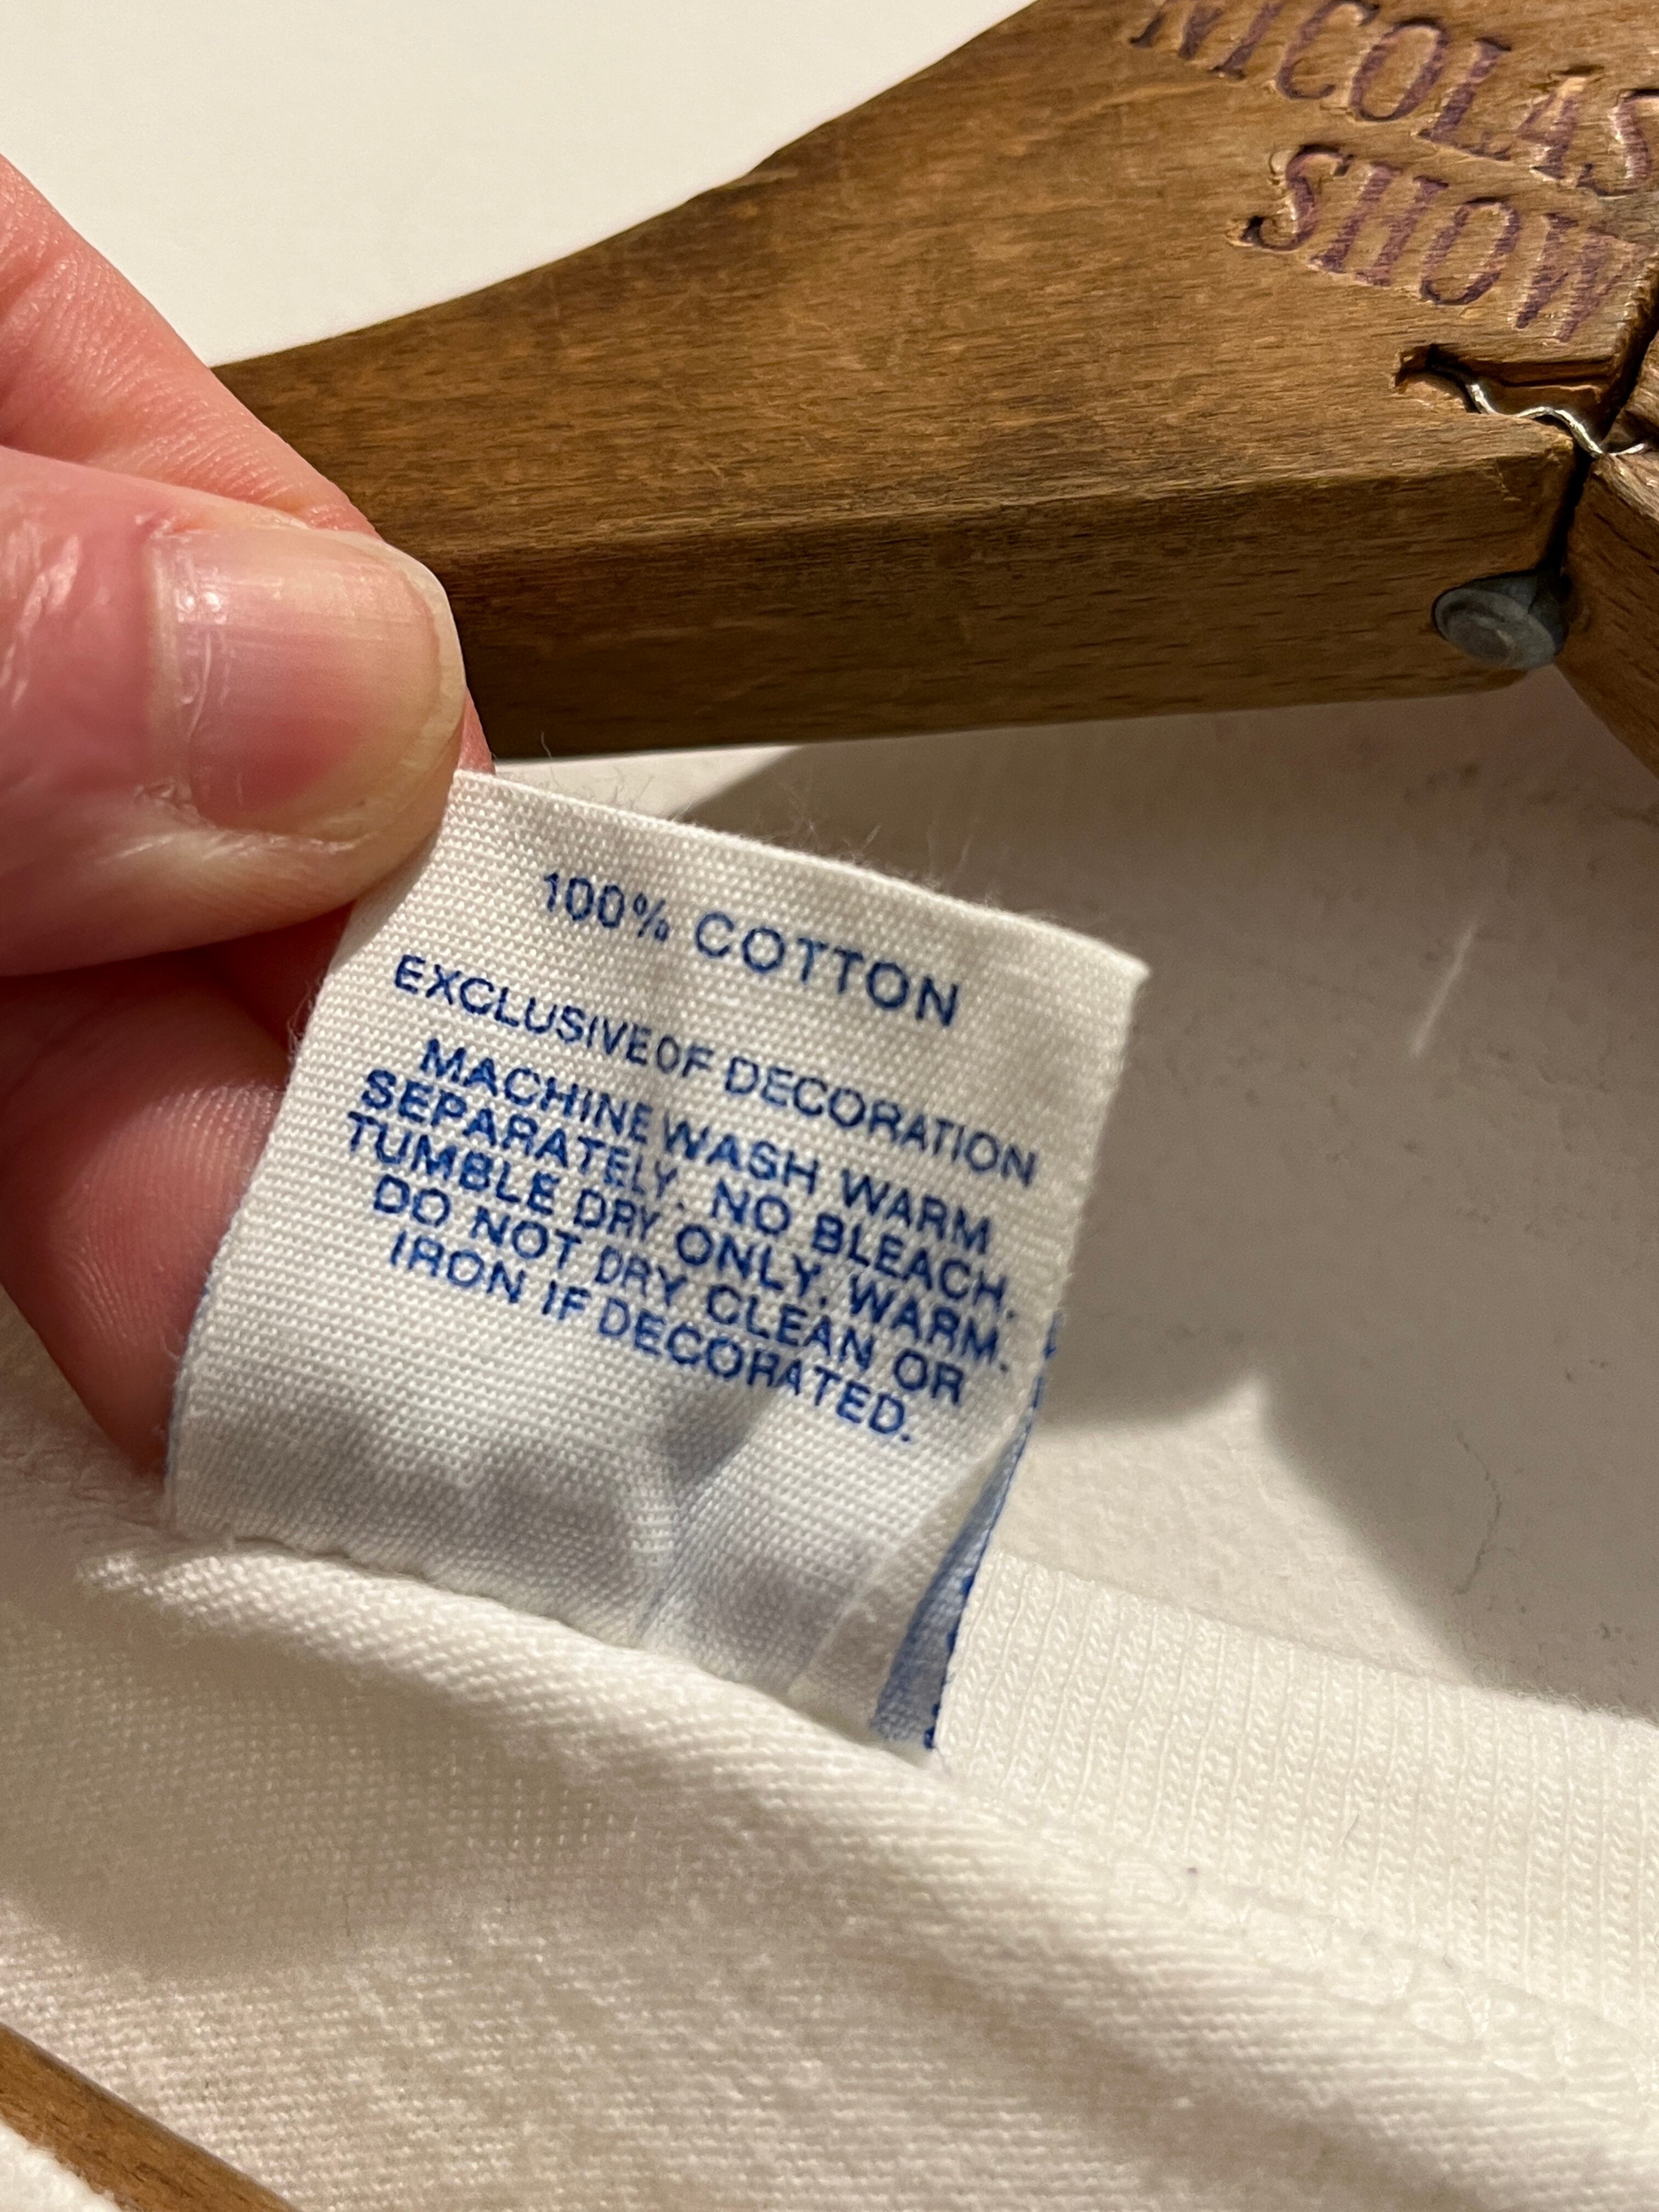 NICOLAS
SHOW
100% COTTON
EXCLUSIVE OF DECORATION
MACHINE WASH WARM
SEPARATELY. NO BLEACH.
TUMBLE DRY ONLY. WARM.
DO NOT DRY CLEAN OR
IRON IF DECORATED.